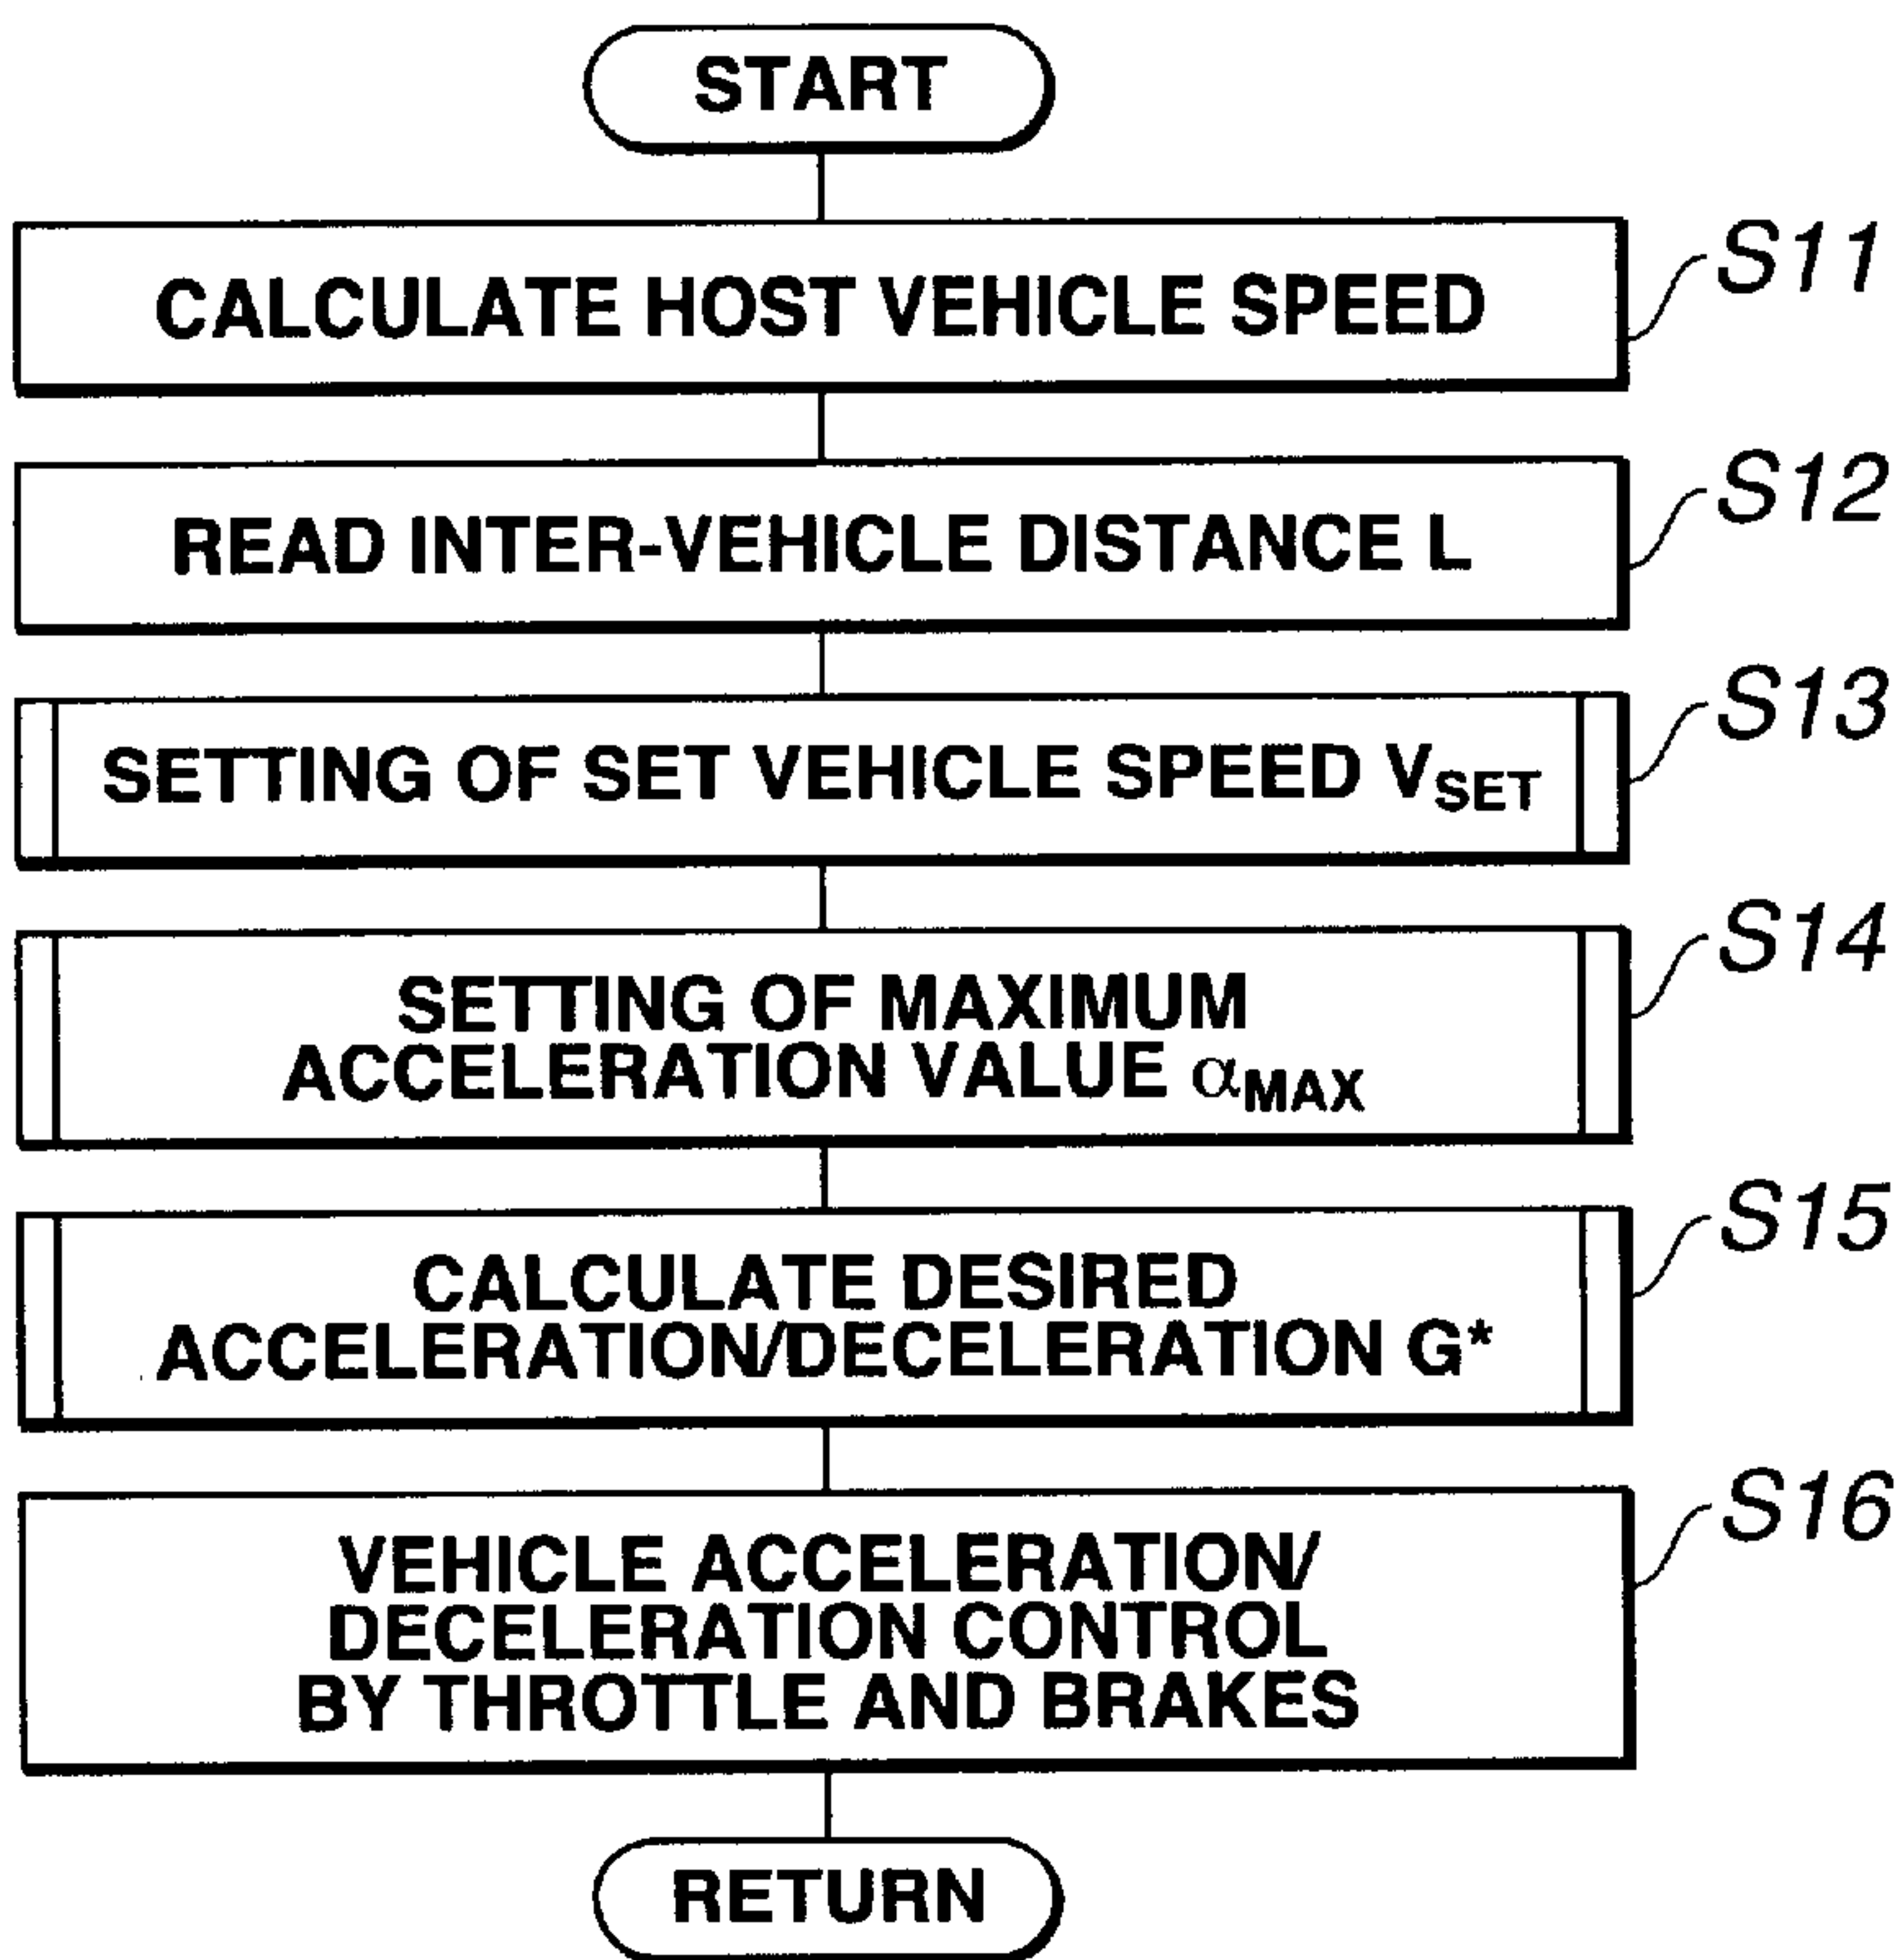 START
CALCULATE HOST VEHICLE SPEED
S11
READ INTER-VEHICLE DISTANCE L
S12
SETTING OF SET VEHICLE SPEED VSET
S13
SETTING OF MAXIMUM
ACCELERATION VALUE αMAX
S14
CALCULATE DESIRED
ACCELERATION/DECELERATION G*
S15
VEHICLE ACCELERATION/
DECELERATION CONTROL
BY THROTTLE AND BRAKES
S16
RETURN